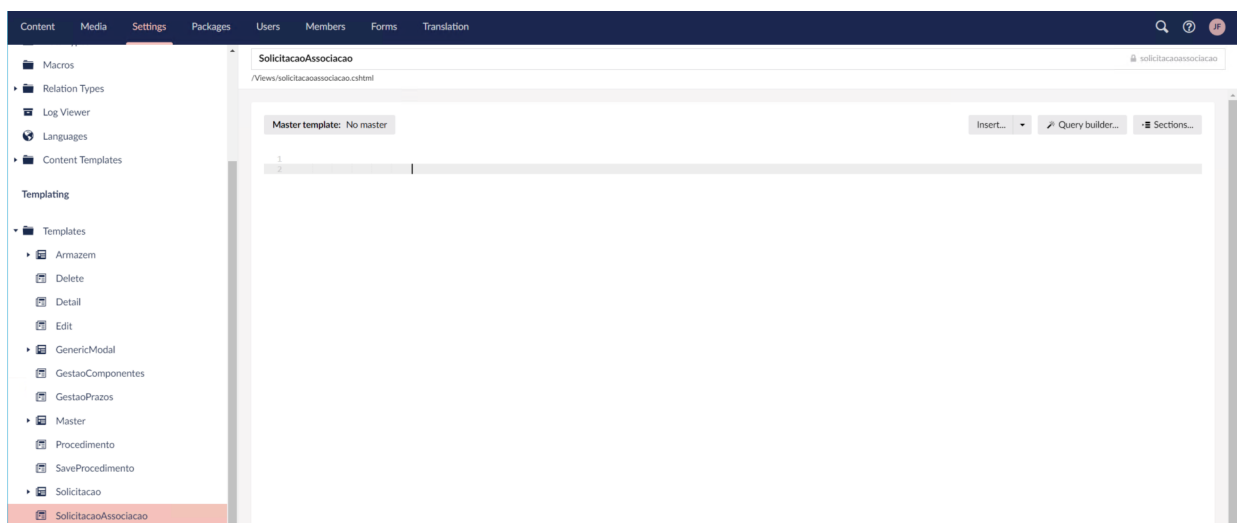 Content Media Settings Packages Users Members Forms Translation JF
Macros
Relation Types
Log Viewer
Languages
Content Templates
Templating
Templates
Armazem
Delete
Detail
Edit
GenericModal
GestaoComponentes
GestaoPrazos
Master
Procedimento
SaveProcedimento
Solicitacao
SolicitacaoAssociacao
SolicitacaoAssociacao solicitacaoassociacao
/Views/solicitacaoassociacao.cshtml
Master template: No master Insert... Query builder... Sections...
1
2